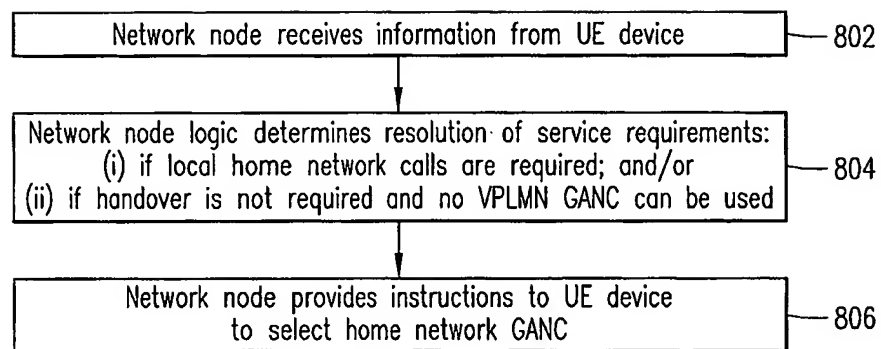 Network node receives information from UE device
802
Network node logic determines resolution of service requirements:
(i) if local home network calls are required; and/or
(ii) if handover is not required and no VPLMN GANC can be used
804
Network node provides instructions to UE device
to select home network GANC
806